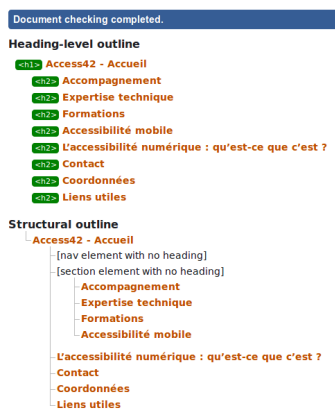 Document checking completed.
Heading-level outline
<h1> Access42 - Accueil
<h2> Accompagnement
<h2> Expertise technique
<h2> Formations
<h2> Accessibilité mobile
<h2> L’accessibilité numérique : qu’est-ce que c’est ?
<h2> Contact
<h2> Coordonnées
<h2> Liens utiles
Structural outline
Access42 - Accueil
[nav element with no heading]
[section element with no heading]
Accompagnement
Expertise technique
Formations
Accessibilité mobile
L’accessibilité numérique : qu’est-ce que c’est ?
Contact
Coordonnées
Liens utiles